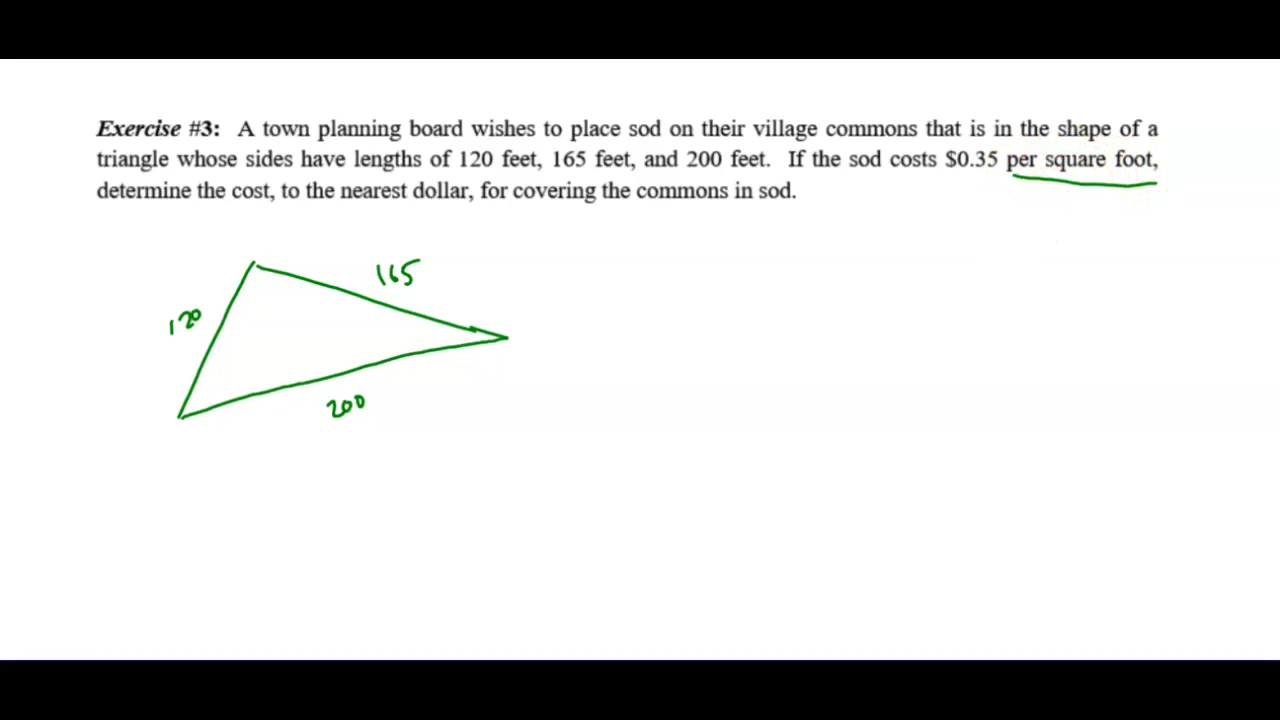 Exercise #3: A town planning board wishes to place sod on their village commons that is in the shape of a
triangle whose sides have lengths of 120 feet, 165 feet, and 200 feet. If the sod costs $0.35 per square foot,
determine the cost, to the nearest dollar, for covering the commons in sod.
165
120
200